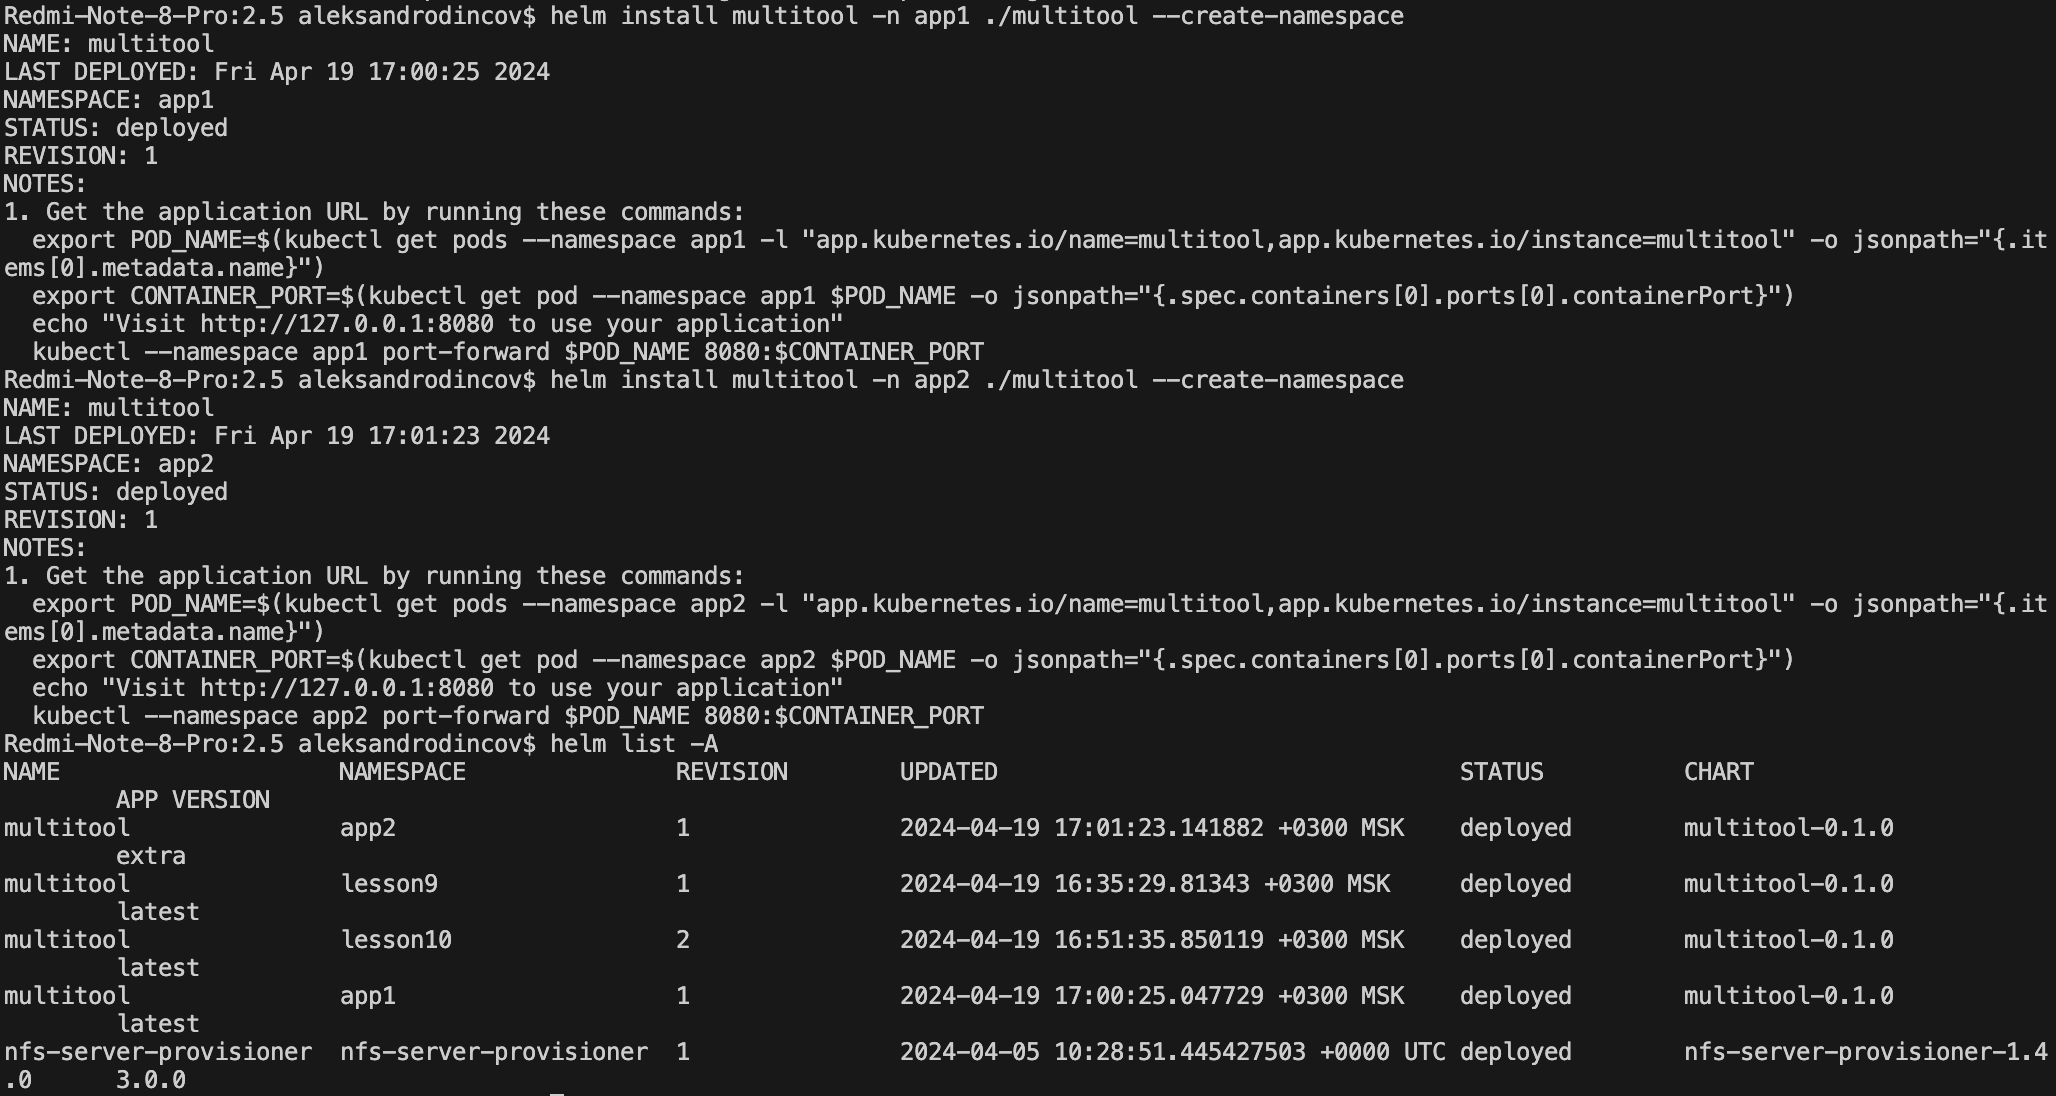 Redmi-Note-8-Pro:2.5 aleksandrodincov$ helm install multitool -n app1 ./multitool --create-namespace
NAME: multitool
LAST DEPLOYED: Fri Apr 19 17:00:25 2024
NAMESPACE: app1
STATUS: deployed
REVISION: 1
NOTES:
1. Get the application URL by running these commands:
  export POD_NAME=$(kubectl get pods --namespace app1 -l "app.kubernetes.io/name=multitool,app.kubernetes.io/instance=multitool" -o jsonpath="{.it
ems[0].metadata.name}")
  export CONTAINER_PORT=$(kubectl get pod --namespace app1 $POD_NAME -o jsonpath="{.spec.containers[0].ports[0].containerPort}")
  echo "Visit http://127.0.0.1:8080 to use your application"
  kubectl --namespace app1 port-forward $POD_NAME 8080:$CONTAINER_PORT
Redmi-Note-8-Pro:2.5 aleksandrodincov$ helm install multitool -n app2 ./multitool --create-namespace
NAME: multitool
LAST DEPLOYED: Fri Apr 19 17:01:23 2024
NAMESPACE: app2
STATUS: deployed
REVISION: 1
NOTES:
1. Get the application URL by running these commands:
  export POD_NAME=$(kubectl get pods --namespace app2 -l "app.kubernetes.io/name=multitool,app.kubernetes.io/instance=multitool" -o jsonpath="{.it
ems[0].metadata.name}")
  export CONTAINER_PORT=$(kubectl get pod --namespace app2 $POD_NAME -o jsonpath="{.spec.containers[0].ports[0].containerPort}")
  echo "Visit http://127.0.0.1:8080 to use your application"
  kubectl --namespace app2 port-forward $POD_NAME 8080:$CONTAINER_PORT
Redmi-Note-8-Pro:2.5 aleksandrodincov$ helm list -A
NAME                    NAMESPACE               REVISION        UPDATED                                 STATUS          CHART
        APP VERSION
multitool               app2                    1               2024-04-19 17:01:23.141882 +0300 MSK    deployed        multitool-0.1.0
        extra
multitool               lesson9                 1               2024-04-19 16:35:29.81343 +0300 MSK     deployed        multitool-0.1.0
        latest
multitool               lesson10                2               2024-04-19 16:51:35.850119 +0300 MSK    deployed        multitool-0.1.0
        latest
multitool               app1                    1               2024-04-19 17:00:25.047729 +0300 MSK    deployed        multitool-0.1.0
        latest
nfs-server-provisioner  nfs-server-provisioner  1               2024-04-05 10:28:51.445427503 +0000 UTC deployed        nfs-server-provisioner-1.4
.0      3.0.0